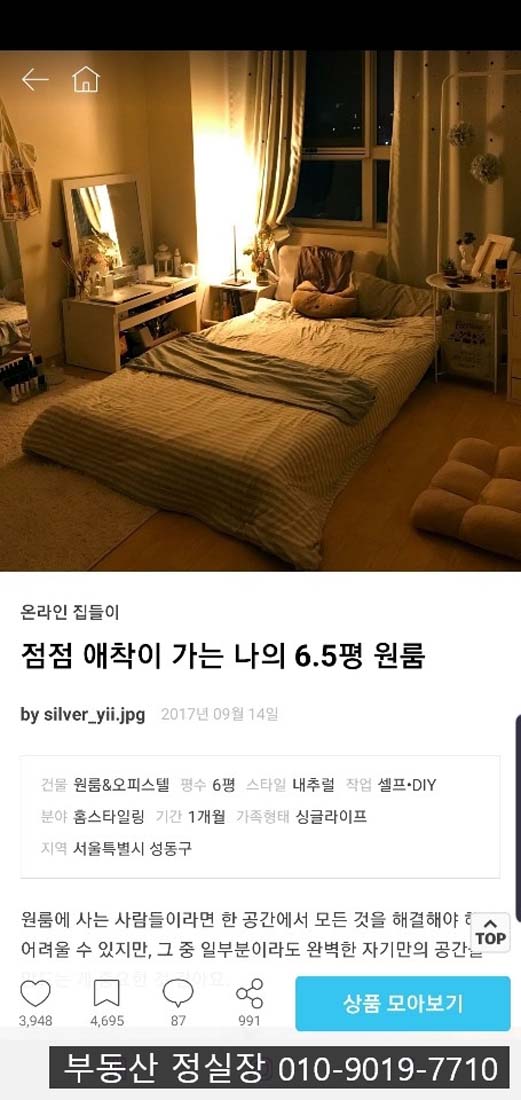 온라인 집들이
점점 애착이 가는 나의 6.5평 원룸
by silver_yii.jpg 2017년 09월 14일
건물 원룸&오피스텔 평수 6평 스타일 내추럴 작업 셀프•DIY
분야 홈스타일링 기간 1개월 가족형태 싱글라이프
지역 서울특별시 성동구
원룸에 사는 사람들이라면 한 공간에서 모든 것을 해결해야
어려울 수 있지만, 그 중 일부분이라도 완벽한 자기만의 공간을
TOP
3,948 4,695 87 991 상품 모아보기
부동산 정실장 010-9019-7710